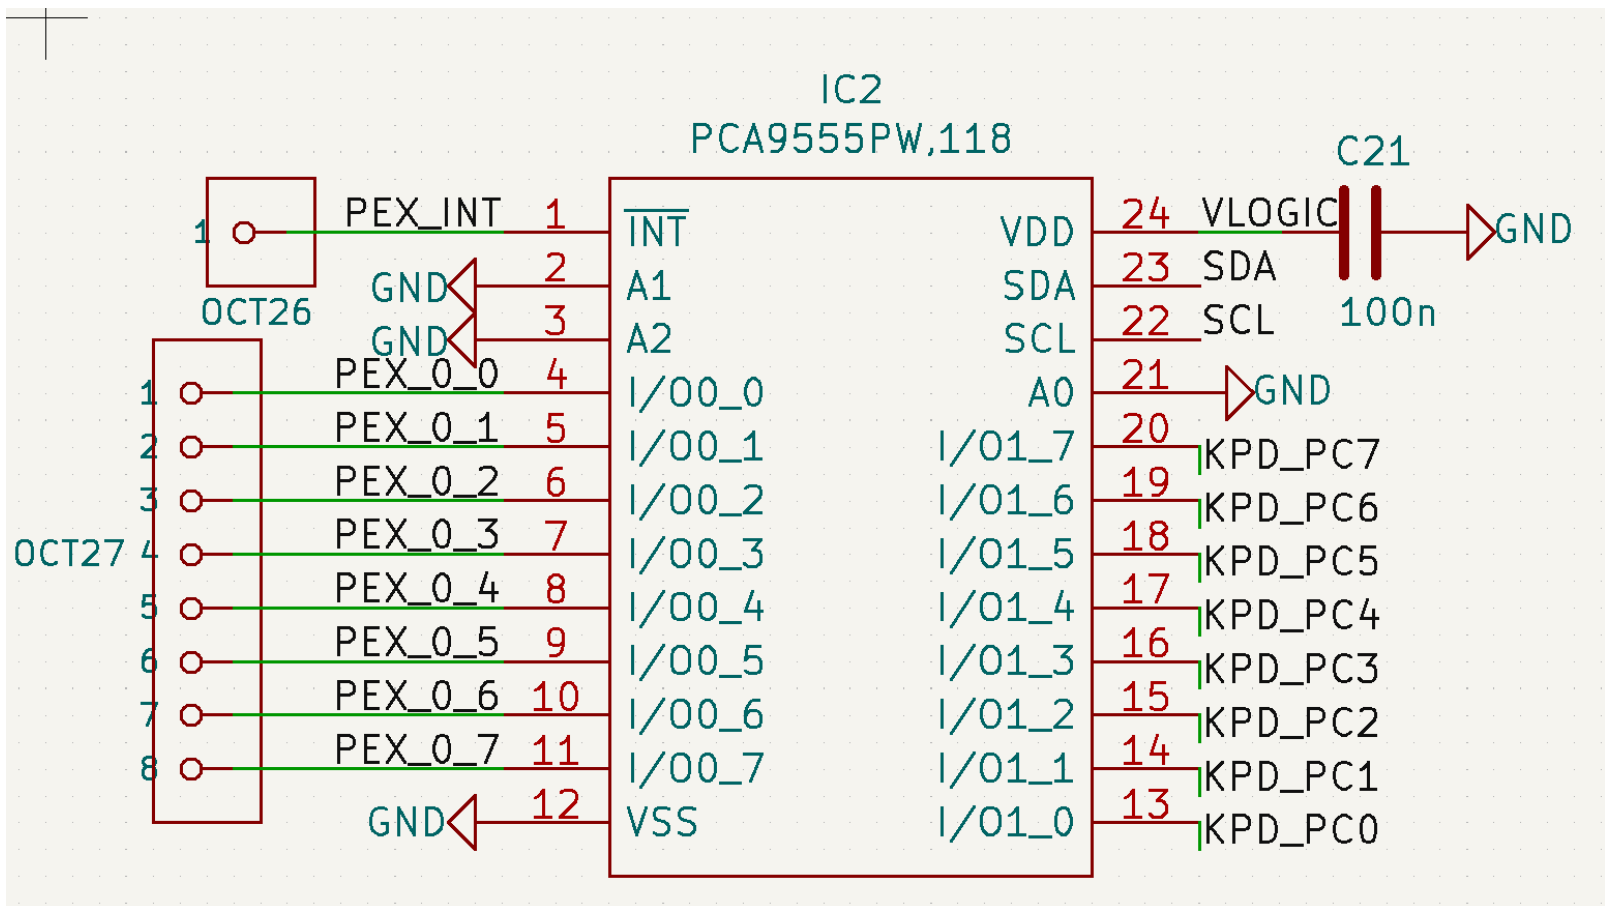 IC2
PCA9555PW,118
C21
100n
VLOGIC
GND
OCT26
1
PEX_INT 1 INT
GND 2 A1
GND 3 A2
OCT27
1 PEX_0_0 4 I/O0_0
2 PEX_0_1 5 I/O0_1
3 PEX_0_2 6 I/O0_2
4 PEX_0_3 7 I/O0_3
5 PEX_0_4 8 I/O0_4
6 PEX_0_5 9 I/O0_5
7 PEX_0_6 10 I/O0_6
8 PEX_0_7 11 I/O0_7
GND 12 VSS
VDD 24
SDA 23 SDA
SCL 22 SCL
A0 21 GND
I/O1_7 20 KPD_PC7
I/O1_6 19 KPD_PC6
I/O1_5 18 KPD_PC5
I/O1_4 17 KPD_PC4
I/O1_3 16 KPD_PC3
I/O1_2 15 KPD_PC2
I/O1_1 14 KPD_PC1
I/O1_0 13 KPD_PC0